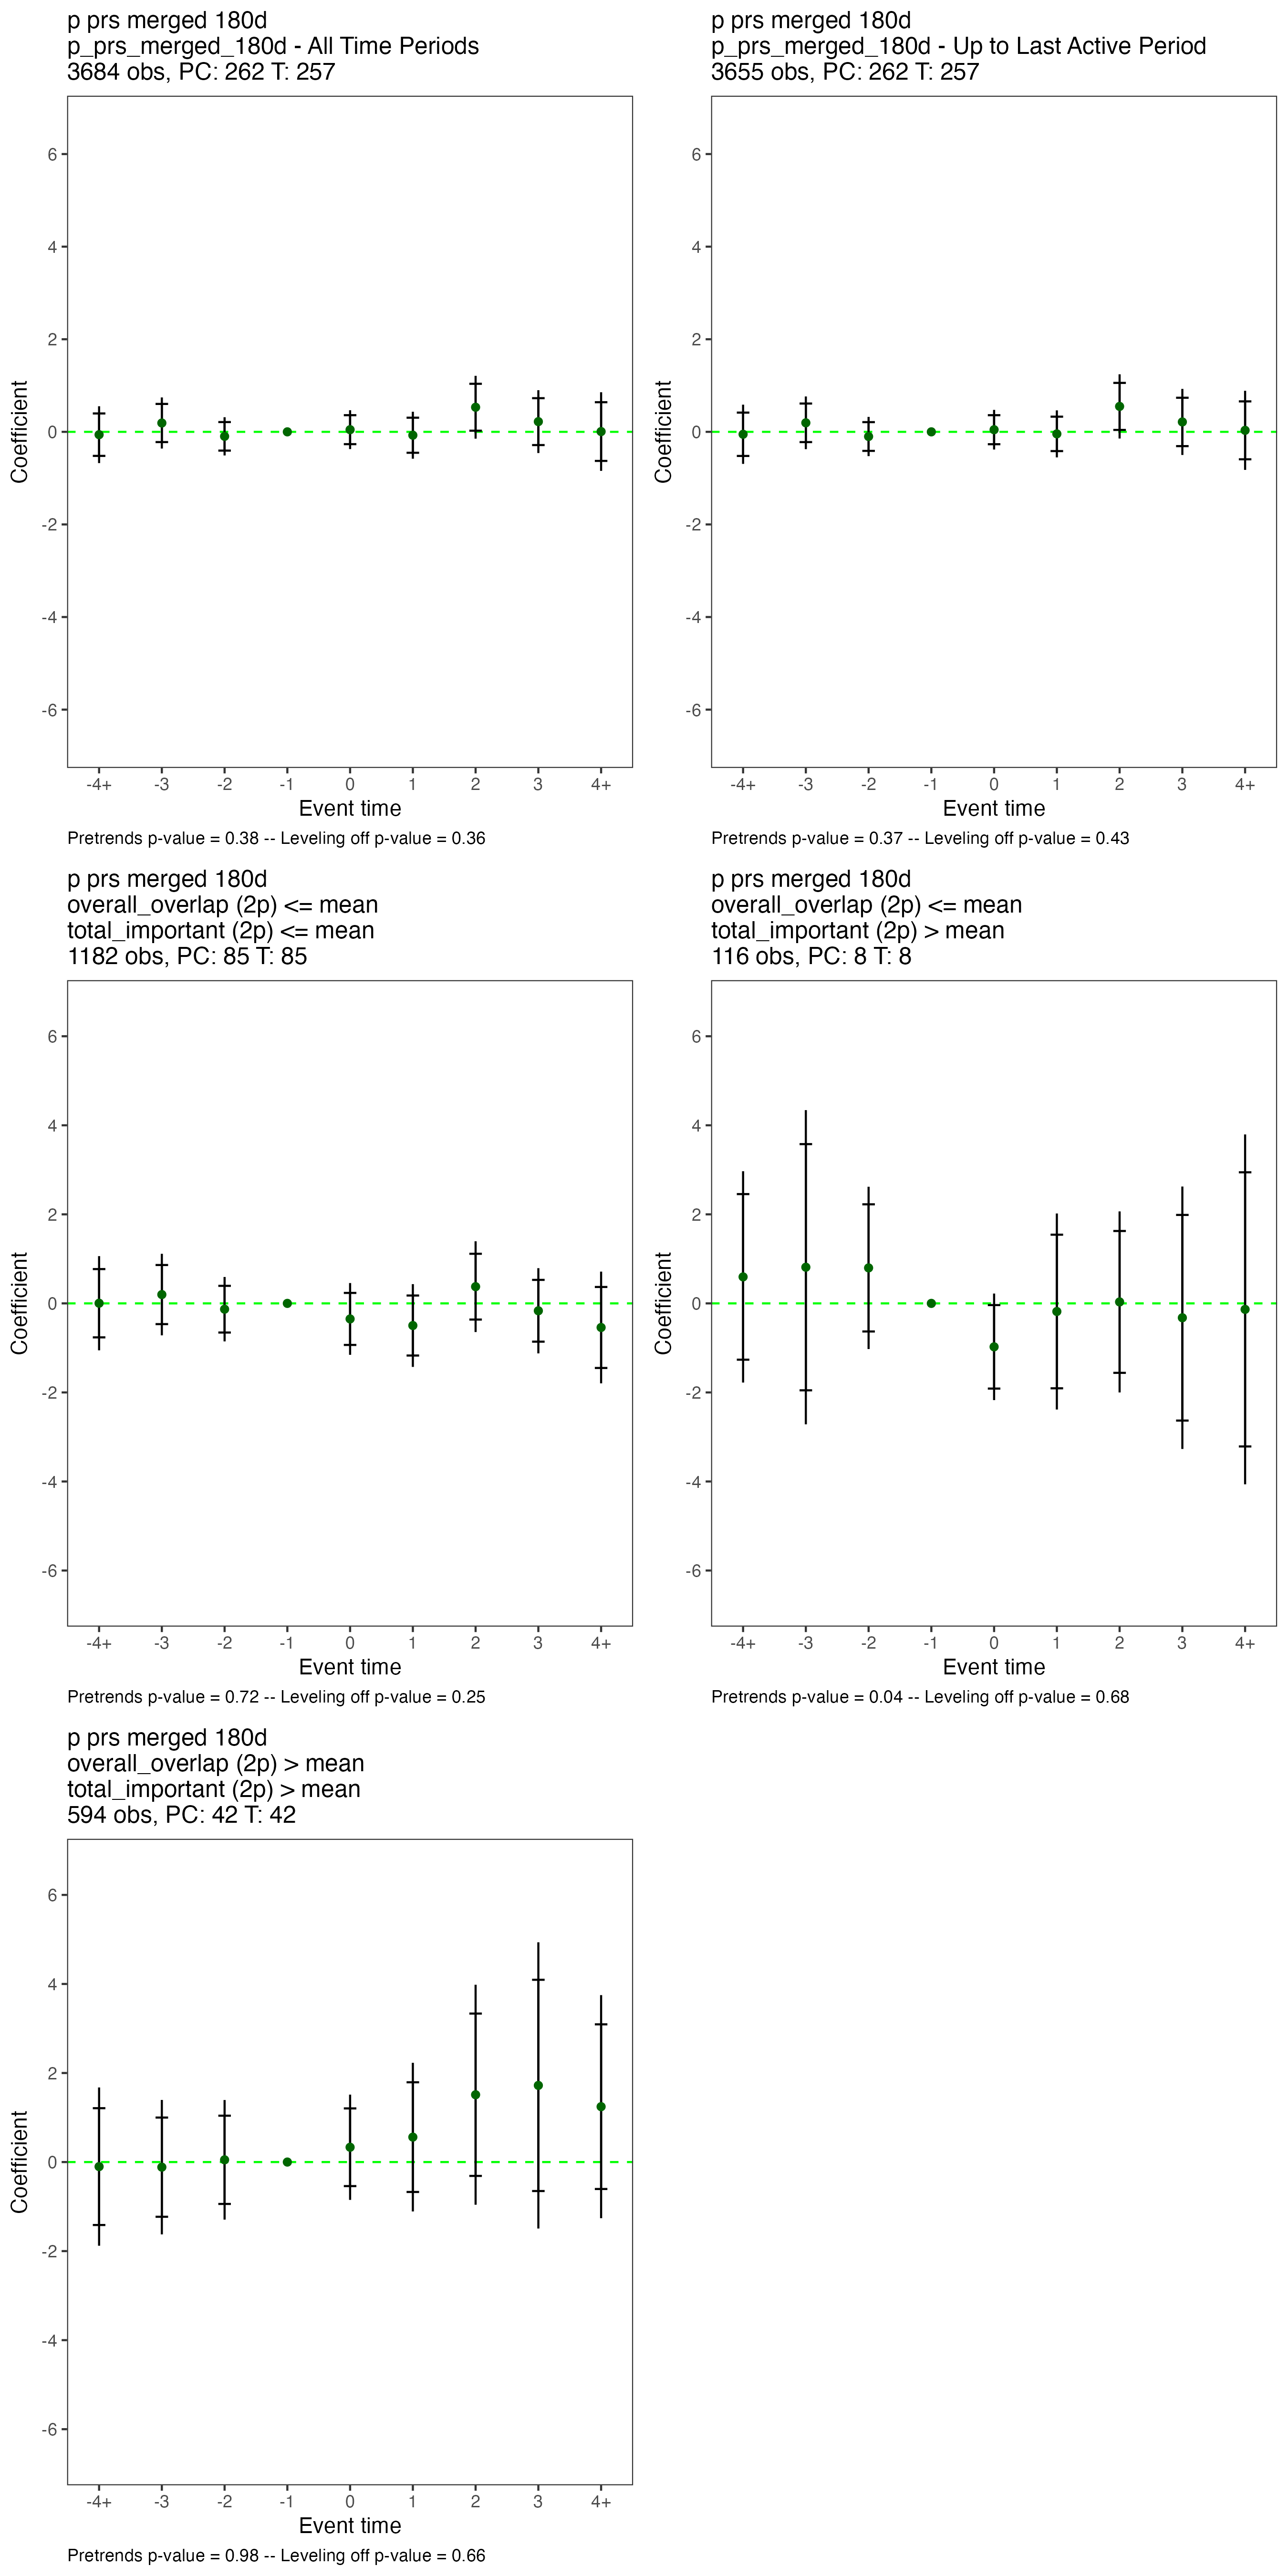 p prs merged 180d
p_prs_merged_180d - All Time Periods
3684 obs, PC: 262 T: 257
6
4
2
0
-2
-4
-6
Coefficient
-4+ -3 -2 -1 0 1 2 3 4+
Event time
Pretrends p-value = 0.38 -- Leveling off p-value = 0.36
p prs merged 180d
p_prs_merged_180d - Up to Last Active Period
3655 obs, PC: 262 T: 257
6
4
2
0
-2
-4
-6
Coefficient
-4+ -3 -2 -1 0 1 2 3 4+
Event time
Pretrends p-value = 0.37 -- Leveling off p-value = 0.43
p prs merged 180d
overall_overlap (2p) <= mean
total_important (2p) <= mean
1182 obs, PC: 85 T: 85
6
4
2
0
-2
-4
-6
Coefficient
-4+ -3 -2 -1 0 1 2 3 4+
Event time
Pretrends p-value = 0.72 -- Leveling off p-value = 0.25
p prs merged 180d
overall_overlap (2p) <= mean
total_important (2p) > mean
116 obs, PC: 8 T: 8
6
4
2
0
-2
-4
-6
Coefficient
-4+ -3 -2 -1 0 1 2 3 4+
Event time
Pretrends p-value = 0.04 -- Leveling off p-value = 0.68
p prs merged 180d
overall_overlap (2p) > mean
total_important (2p) > mean
594 obs, PC: 42 T: 42
6
4
2
0
-2
-4
-6
Coefficient
-4+ -3 -2 -1 0 1 2 3 4+
Event time
Pretrends p-value = 0.98 -- Leveling off p-value = 0.66